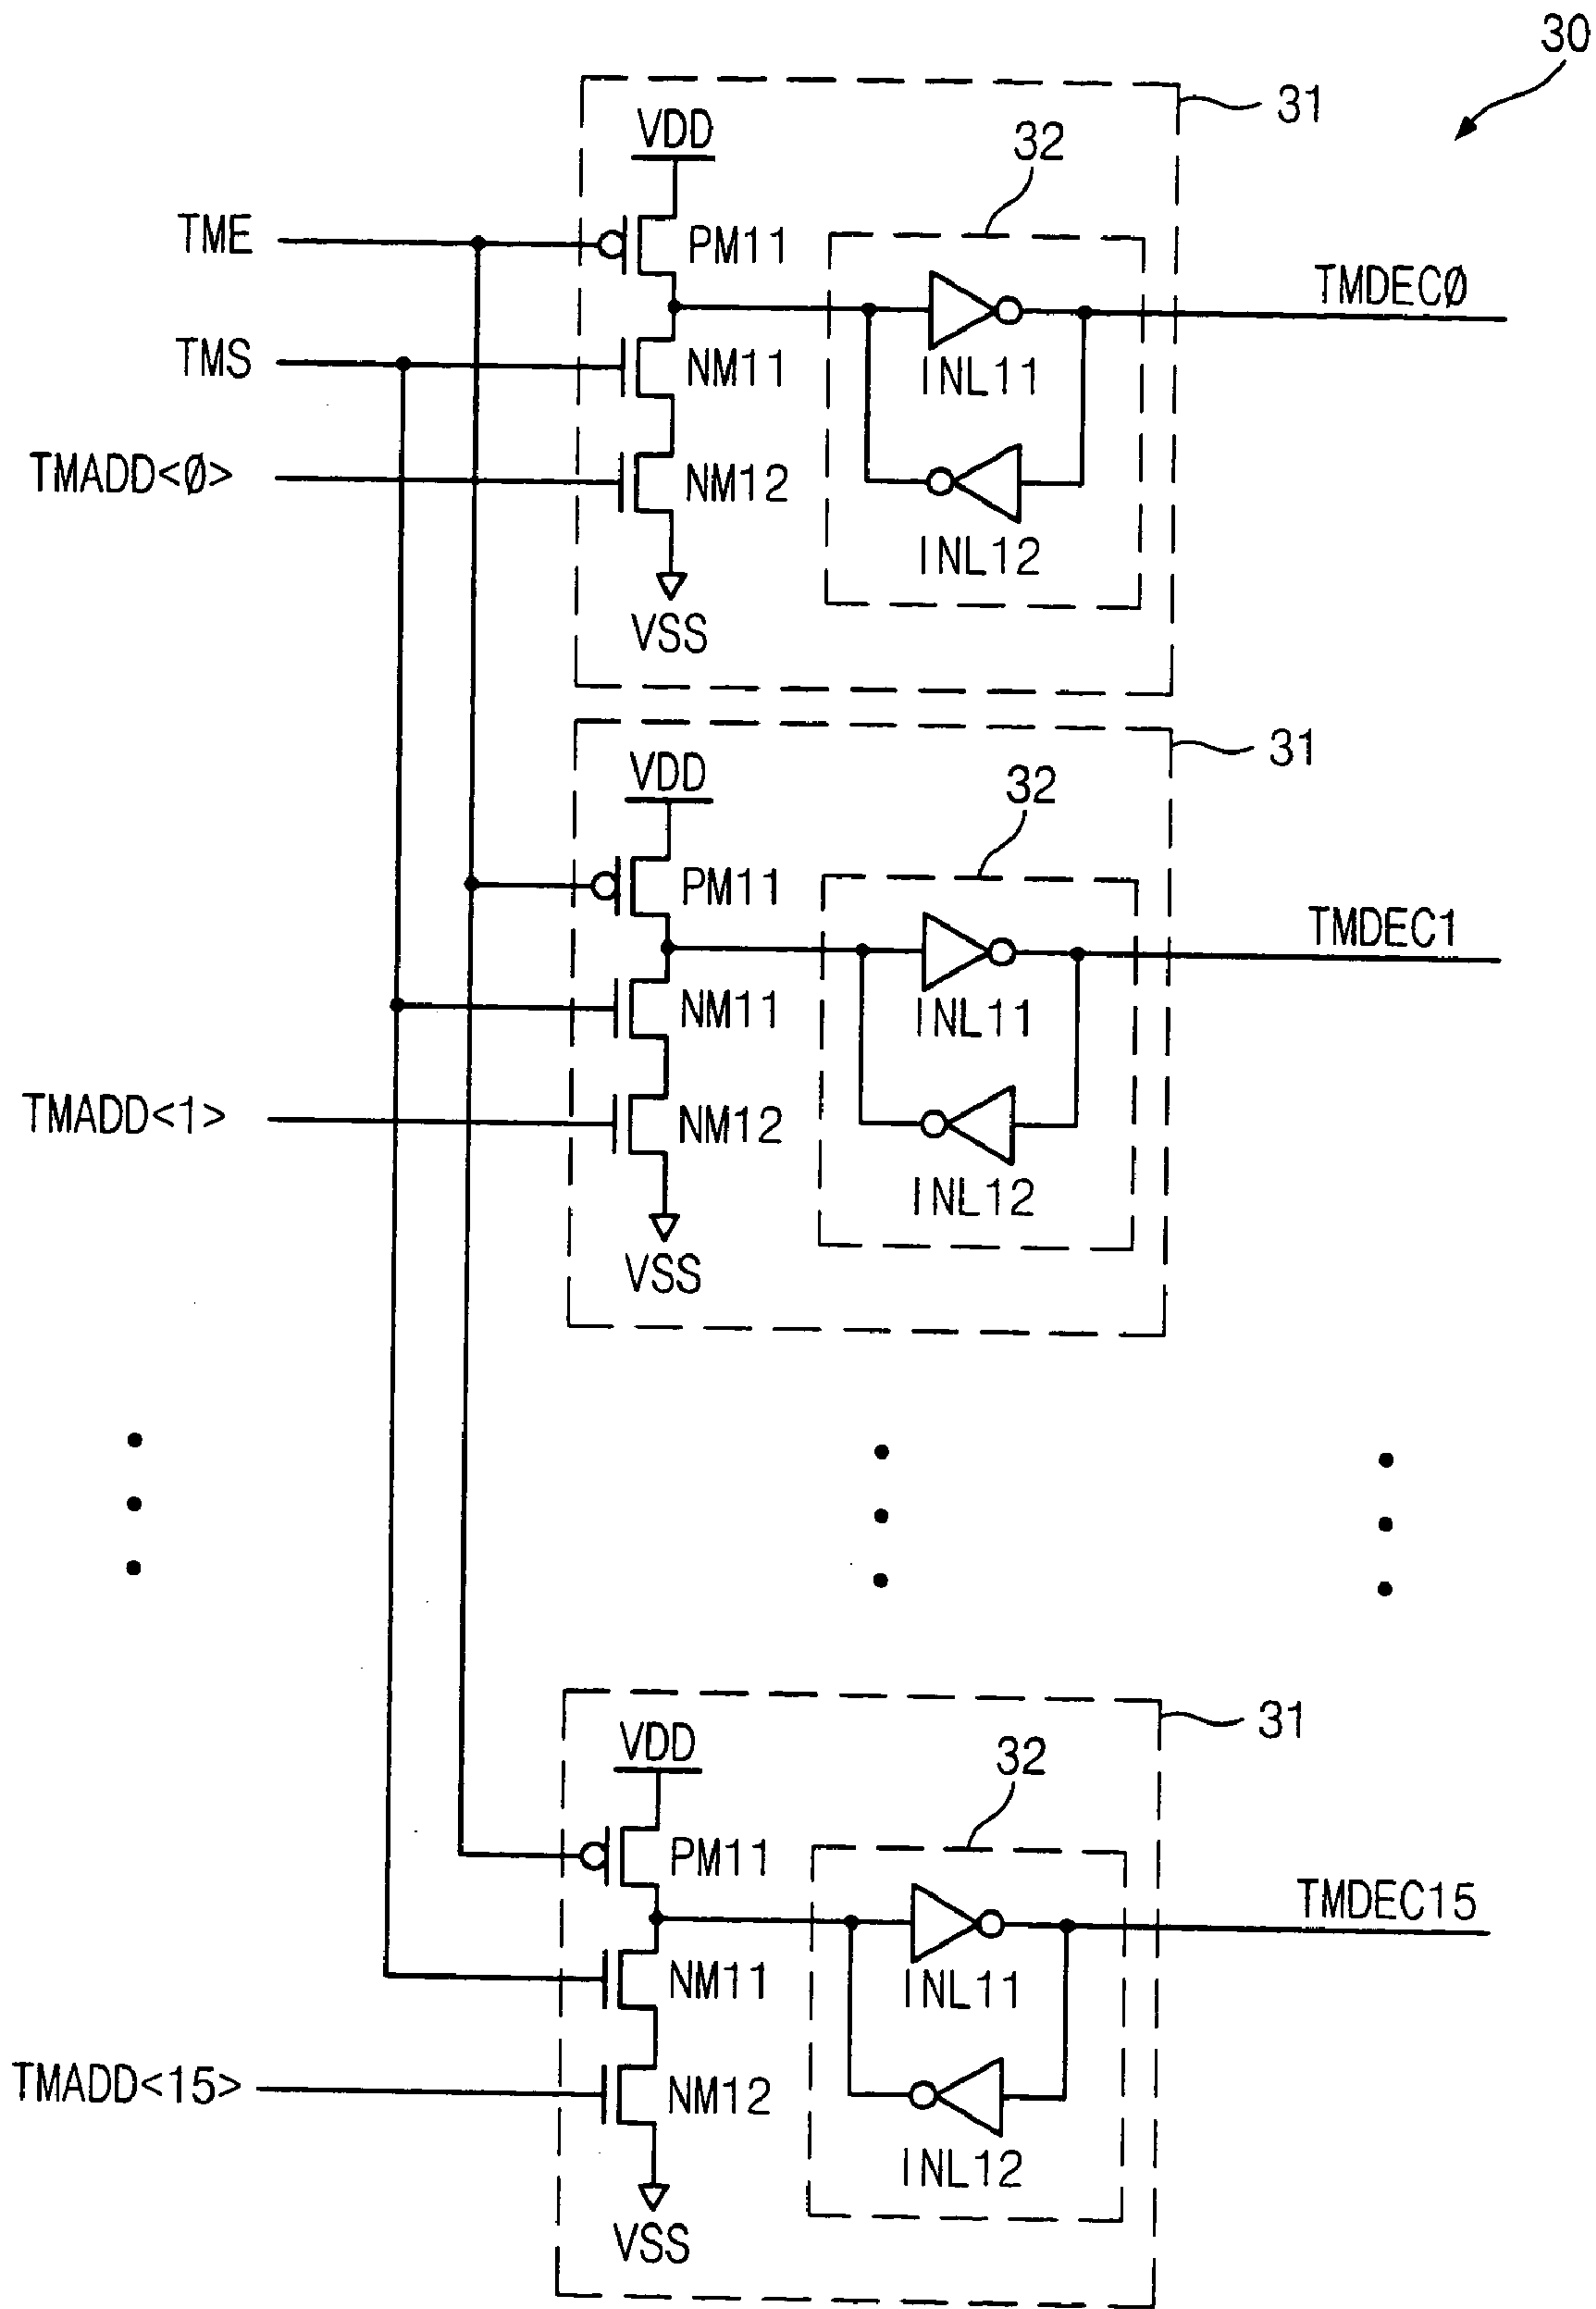 30
31
VDD
32
TME
PM11
TMDECØ
TMS
NM11
INL11
TMADD<Ø>
NM12
INL12
VSS
31
VDD
32
PM11
TMDEC1
NM11
INL11
TMADD<1>
NM12
INL12
VSS
31
VDD
32
PM11
TMDEC15
NM11
INL11
TMADD<15>
NM12
INL12
VSS